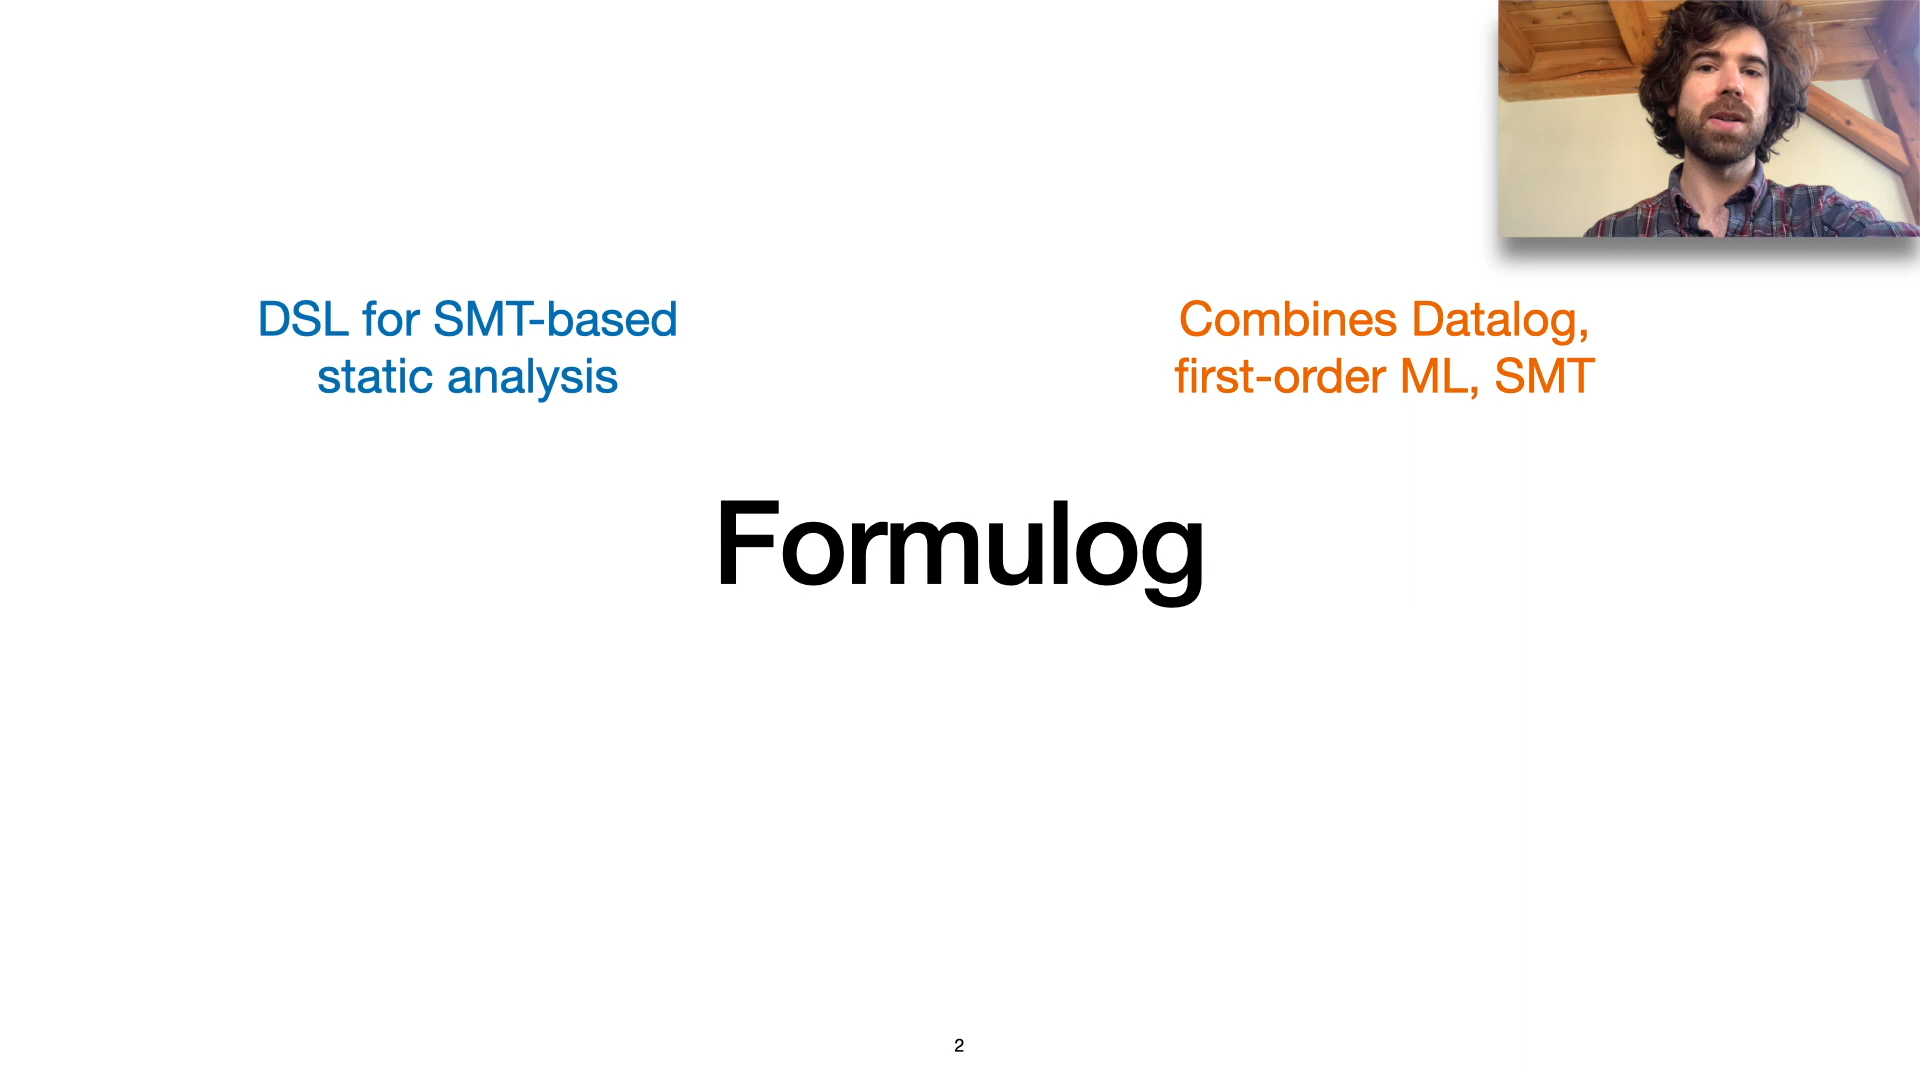 DSL for SMT-based
static analysis
Combines Datalog,
first-order ML, SMT
Formulog
2